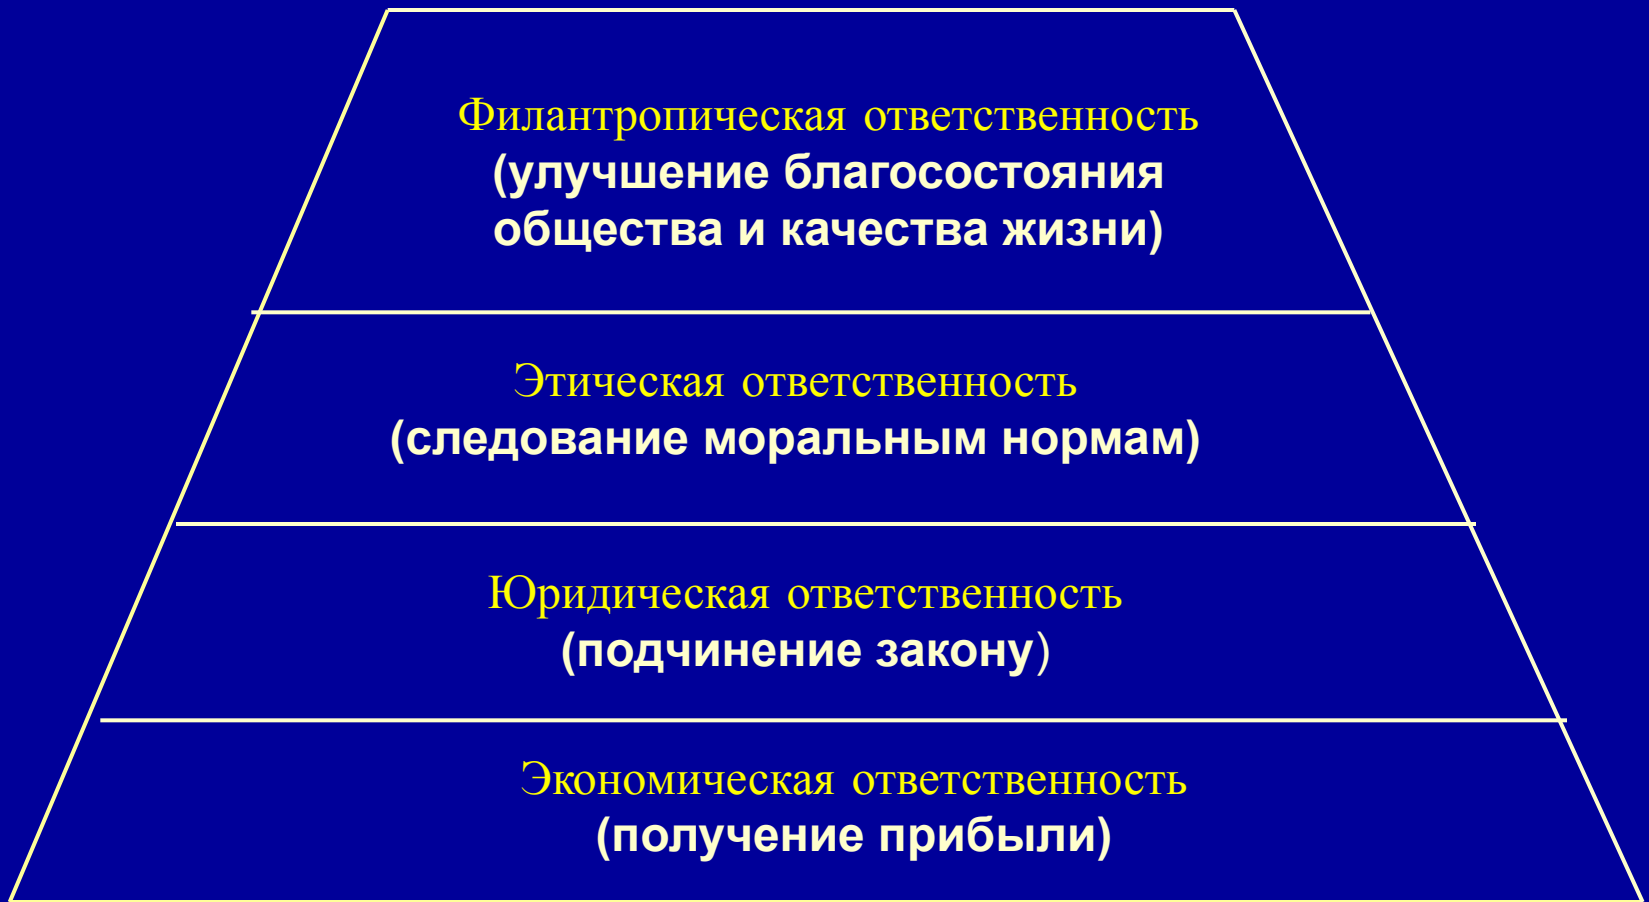 Филантропическая ответственность
(улучшение благосостояния
общества и качества жизни)
Этическая ответственность
(следование моральным нормам)
Юридическая ответственность
(подчинение закону)
Экономическая ответственность
(получение прибыли)